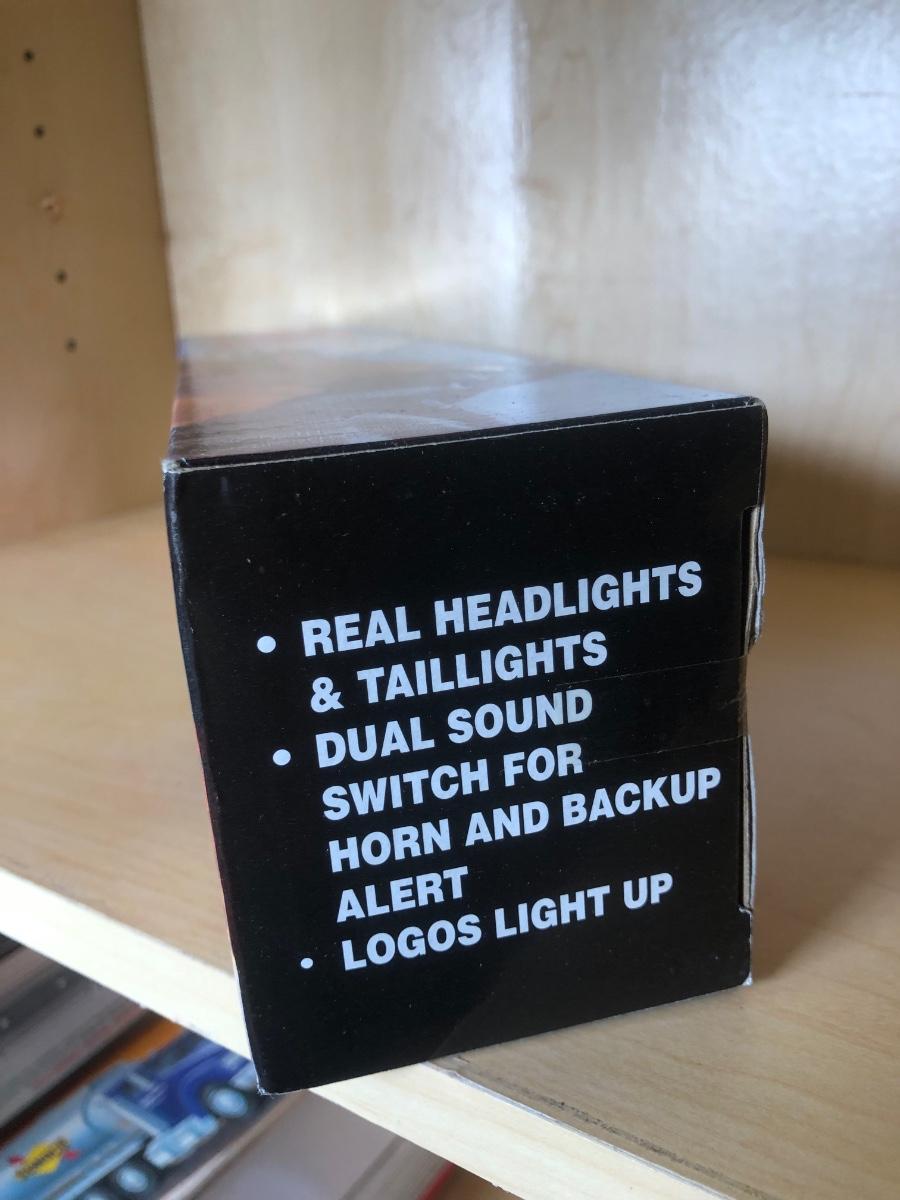 • REAL HEADLIGHTS
& TAILLIGHTS
• DUAL SOUND
SWITCH FOR
HORN AND BACKUP
ALERT
• LOGOS LIGHT UP